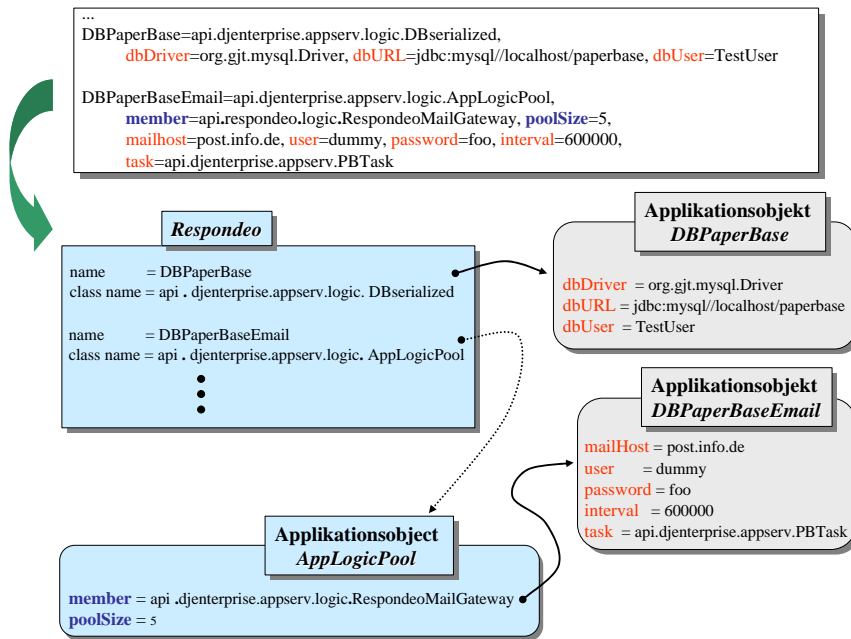 ...
DBPaperBase=api.djenterprise.appserv.logic.DBserialized,
dbDriver=org.gjt.mysql.Driver, dbURL=jdbc:mysql//localhost/paperbase, dbUser=TestUser
DBPaperBaseEmail=api.djenterprise.appserv.logic.AppLogicPool,
member=api.respondeo.logic.RespondeoMailGateway, poolSize=5,
mailhost=post.info.de, user=dummy, password=foo, interval=600000,
task=api.djenterprise.appserv.PBTask
Respondeo
name = DBPaperBase
class name = api . djenterprise.appserv.logic. DBserialized
name = DBPaperBaseEmail
class name = api . djenterprise.appserv.logic. AppLogicPool
Applikationsobjekt
DBPaperBase
dbDriver = org.gjt.mysql.Driver
dbURL = jdbc:mysql//localhost/paperbase
dbUser = TestUser
Applikationsobjekt
DBPaperBaseEmail
mailHost = post.info.de
user = dummy
password = foo
interval = 600000
task = api.djenterprise.appserv.PBTask
Applikationsobject
AppLogicPool
member = api .djenterprise.appserv.logic.RespondeoMailGateway
poolSize = 5